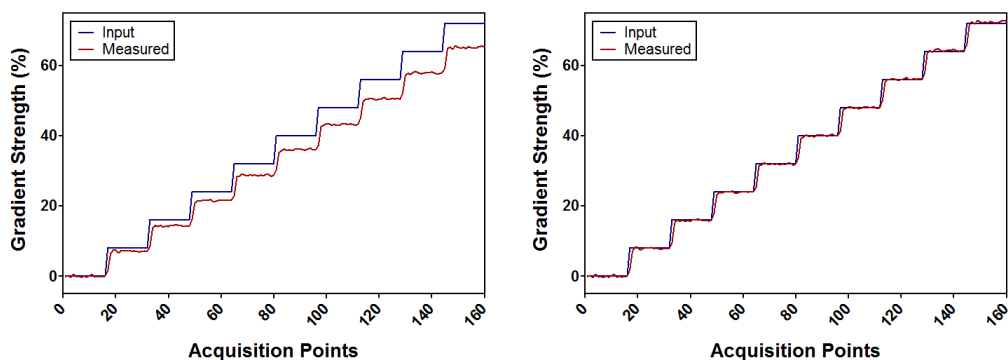 Input
Measured
Gradient Strength (%)
60
40
20
0
0 20 40 60 80 100 120 140 160
Acquisition Points
Input
Measured
Gradient Strength (%)
60
40
20
0
0 20 40 60 80 100 120 140 160
Acquisition Points